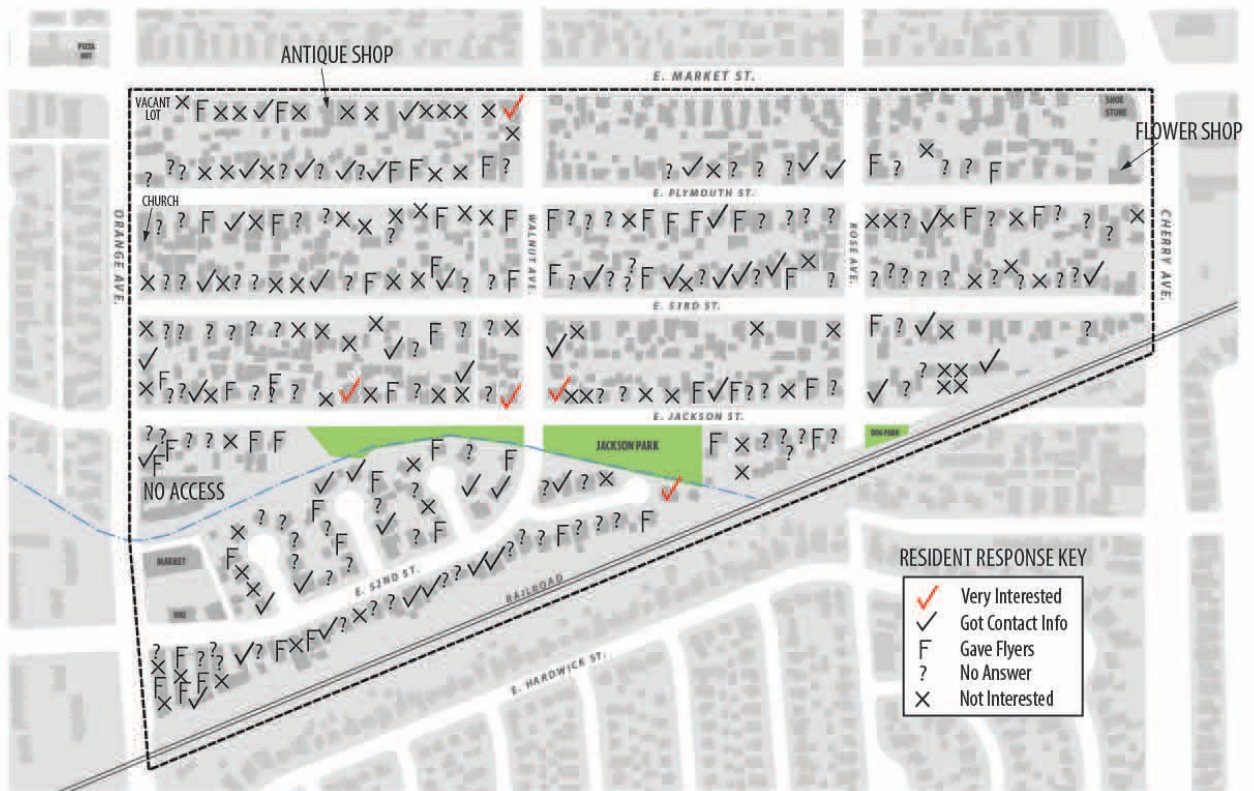 PIZZA
HUT
ANTIQUE SHOP
E. MARKET ST.
VACANT
LOT
SHOE
STORE
FLOWER SHOP
E. PLYMOUTH ST.
CHURCH
ORANGE AVE.
WALNUT AVE.
ROSE AVE.
CHERRY AVE.
E. 53RD ST.
E. JACKSON ST.
JACKSON PARK
DOG PARK
NO ACCESS
MARKET
E. 52ND ST.
RAILROAD
E. HARDWICK ST.
RESIDENT RESPONSE KEY
✓ Very Interested
✓ Got Contact Info
F Gave Flyers
? No Answer
X Not Interested